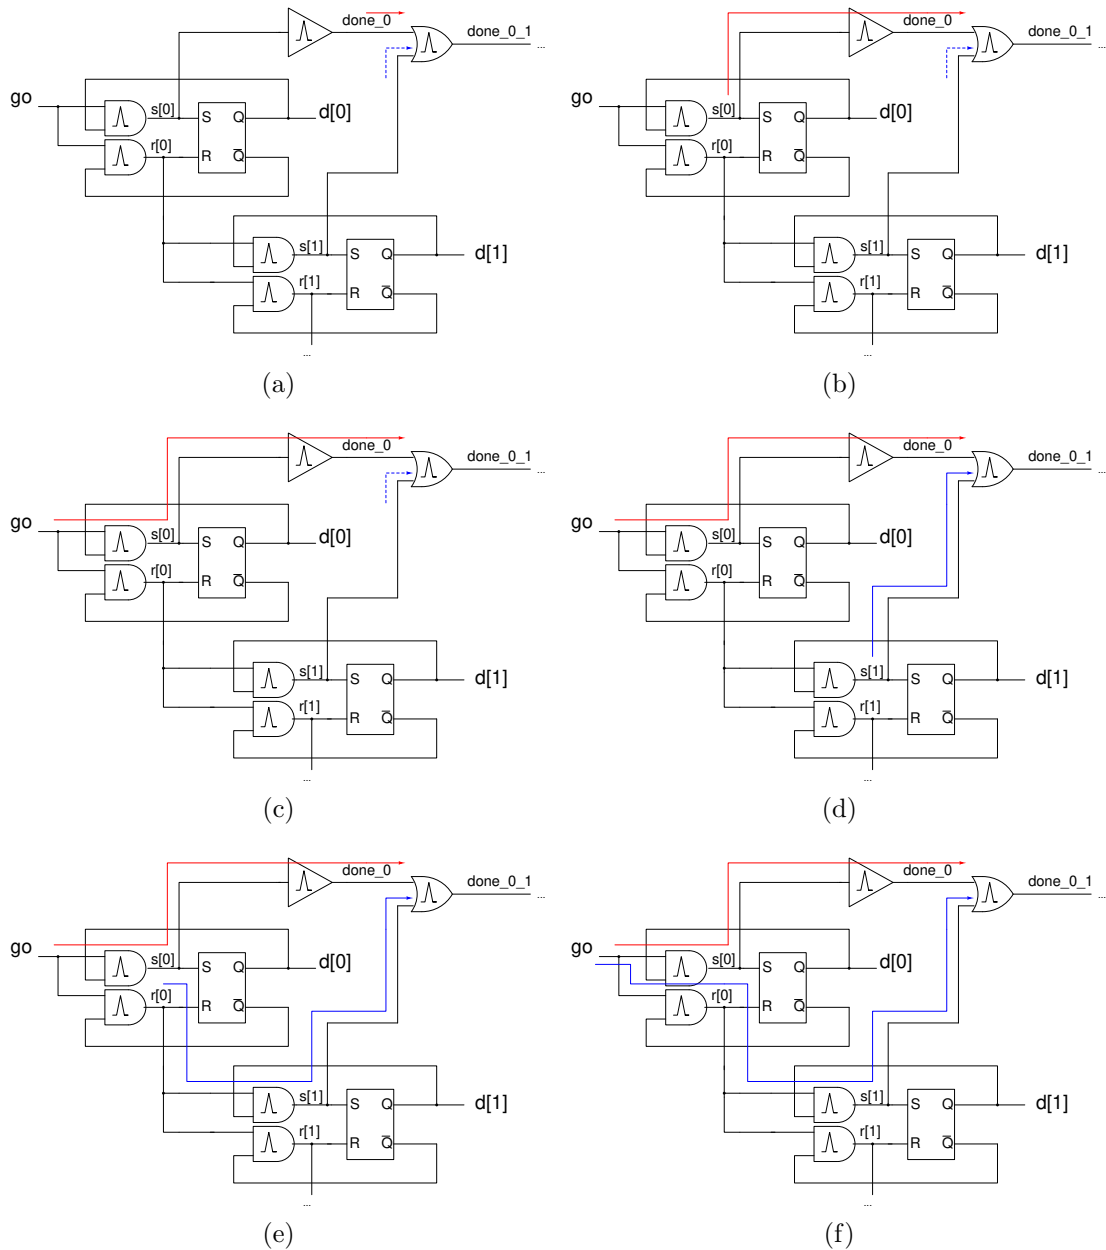 done_0
done_0_1
...
go
s[0]
S
Q
d[0]
r[0]
R
Q̅
s[1]
S
Q
d[1]
r[1]
R
Q̅
...
(a)
done_0
done_0_1
...
go
s[0]
S
Q
d[0]
r[0]
R
Q̅
s[1]
S
Q
d[1]
r[1]
R
Q̅
...
(b)
done_0
done_0_1
...
go
s[0]
S
Q
d[0]
r[0]
R
Q̅
s[1]
S
Q
d[1]
r[1]
R
Q̅
...
(c)
done_0
done_0_1
...
go
s[0]
S
Q
d[0]
r[0]
R
Q̅
s[1]
S
Q
d[1]
r[1]
R
Q̅
...
(d)
done_0
done_0_1
...
go
s[0]
S
Q
d[0]
r[0]
R
Q̅
s[1]
S
Q
d[1]
r[1]
R
Q̅
...
(e)
done_0
done_0_1
...
go
s[0]
S
Q
d[0]
r[0]
R
Q̅
s[1]
S
Q
d[1]
r[1]
R
Q̅
...
(f)